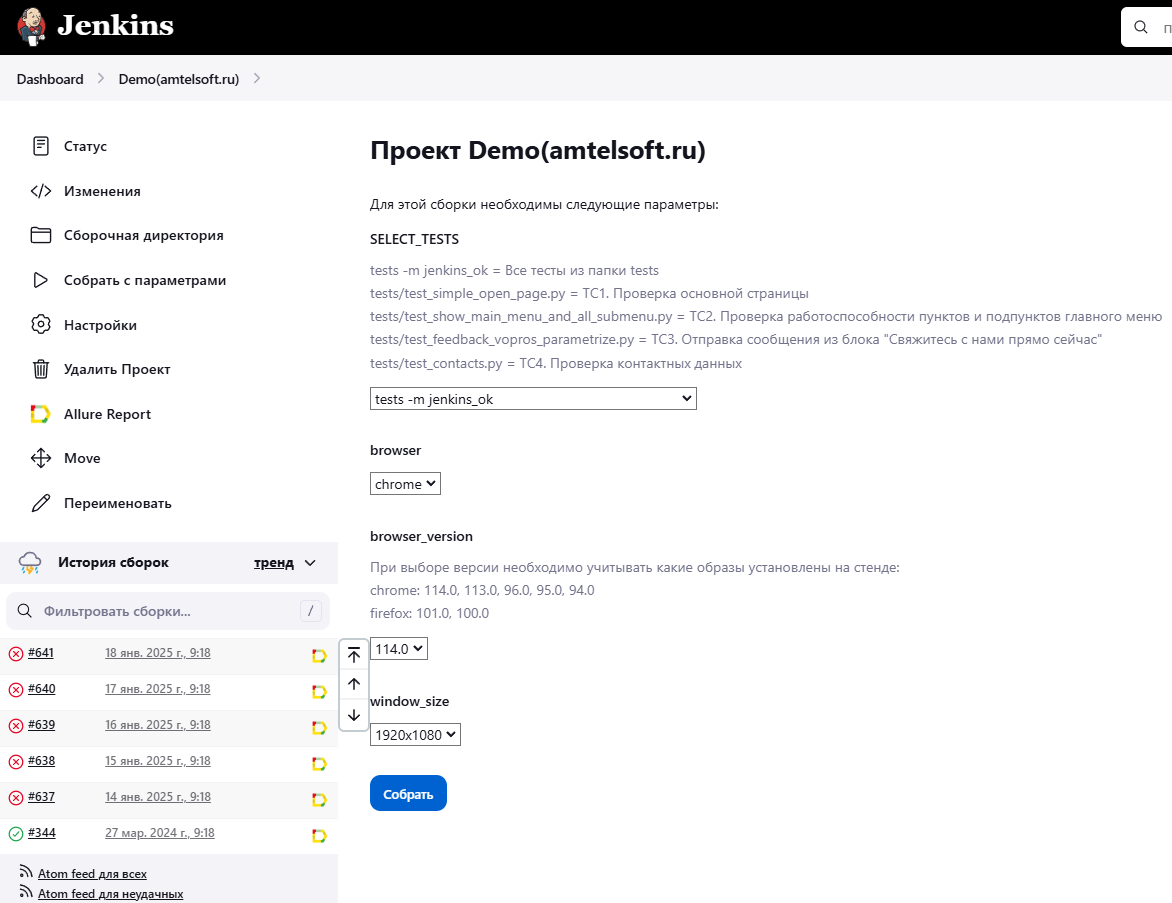 Jenkins
Dashboard
Demo(amtelsoft.ru)
Статус
Изменения
Сборочная директория
Собрать с параметрами
Настройки
Удалить Проект
Allure Report
Move
Переименовать
История сборок
тренд
Фильтровать сборки...
/
#641 18 янв. 2025 г., 9:18
#640 17 янв. 2025 г., 9:18
#639 16 янв. 2025 г., 9:18
#638 15 янв. 2025 г., 9:18
#637 14 янв. 2025 г., 9:18
#344 27 мар. 2024 г., 9:18
Atom feed для всех
Atom feed для неудачных
Проект Demo(amtelsoft.ru)
Для этой сборки необходимы следующие параметры:
SELECT_TESTS
tests -m jenkins_ok = Все тесты из папки tests
tests/test_simple_open_page.py = TC1. Проверка основной страницы
tests/test_show_main_menu_and_all_submenu.py = TC2. Проверка работоспособности пунктов и подпунктов главного меню
tests/test_feedback_vopros_parametrize.py = TC3. Отправка сообщения из блока "Свяжитесь с нами прямо сейчас"
tests/test_contacts.py = TC4. Проверка контактных данных
tests -m jenkins_ok
browser
chrome
browser_version
При выборе версии необходимо учитывать какие образы установлены на стенде:
chrome: 114.0, 113.0, 96.0, 95.0, 94.0
firefox: 101.0, 100.0
114.0
window_size
1920x1080
Собрать